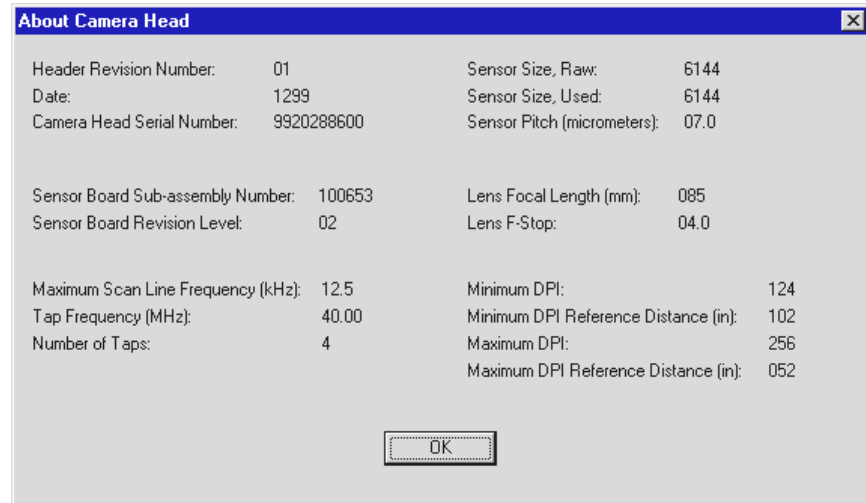 About Camera Head
Header Revision Number: 01 Sensor Size, Raw: 6144
Date: 1299 Sensor Size, Used: 6144
Camera Head Serial Number: 9920288600 Sensor Pitch (micrometers): 07.0
Sensor Board Sub-assembly Number: 100653 Lens Focal Length (mm): 085
Sensor Board Revision Level: 02 Lens F-Stop: 04.0
Maximum Scan Line Frequency (kHz): 12.5 Minimum DPI: 124
Tap Frequency (MHz): 40.00 Minimum DPI Reference Distance (in): 102
Number of Taps: 4 Maximum DPI: 256
Maximum DPI Reference Distance (in): 052
OK